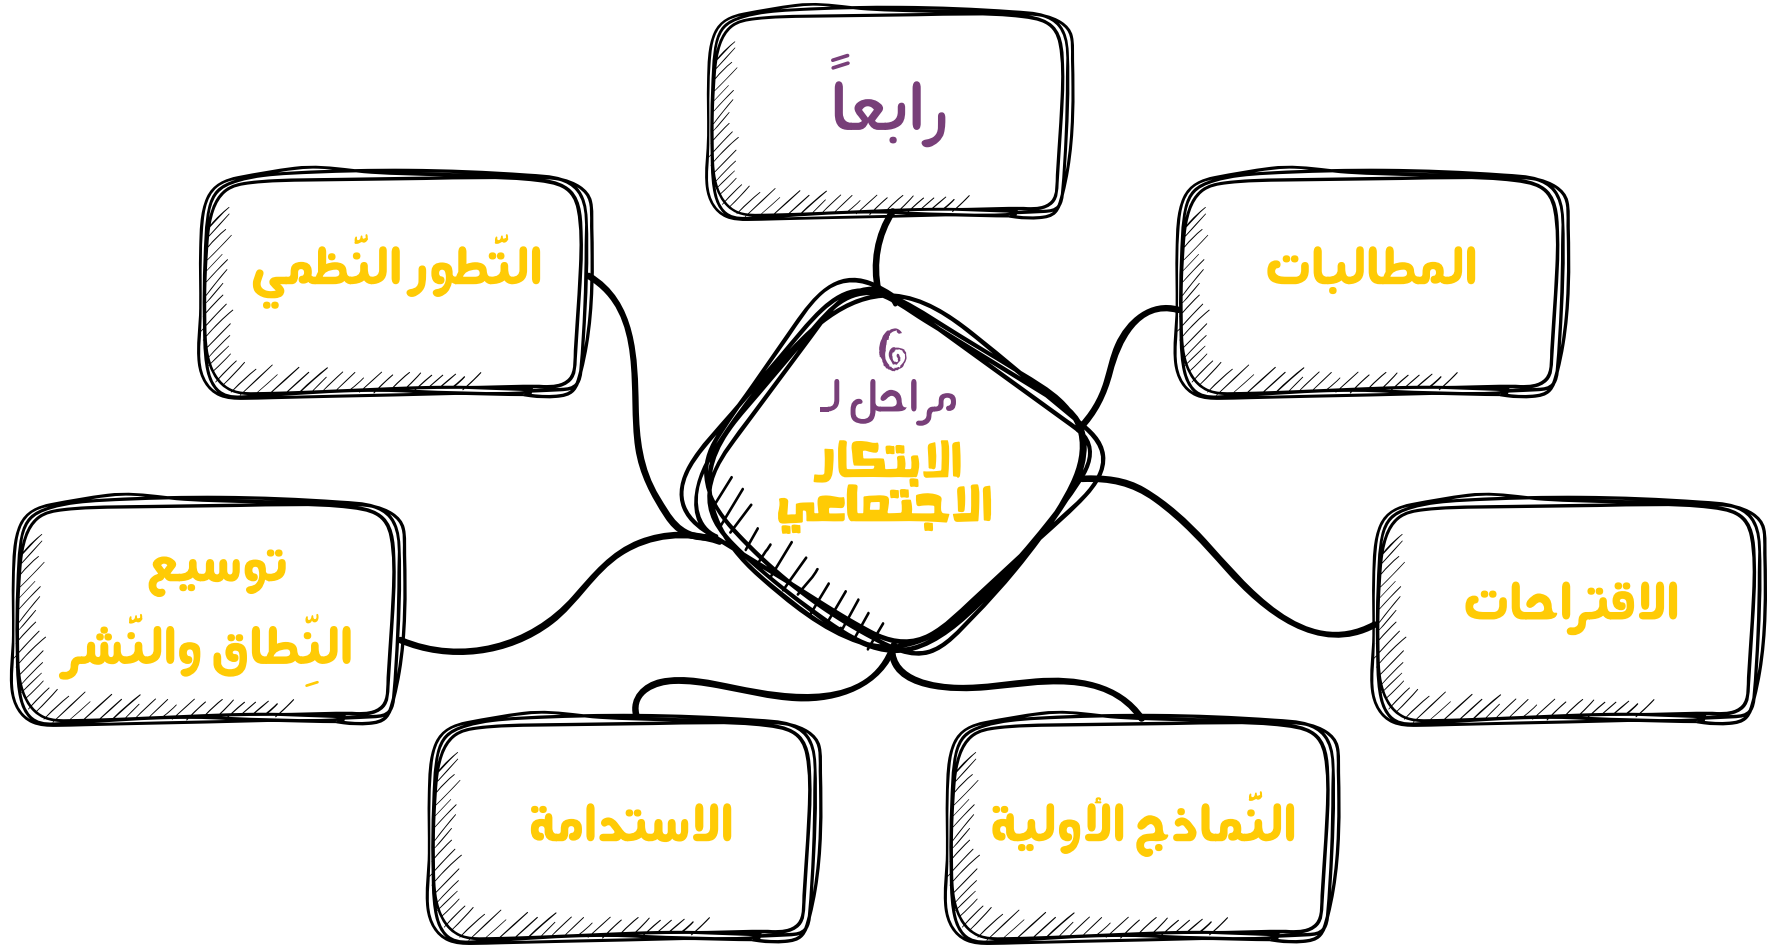 رابعاً
6
مراحل لـ
الابتكار
الاجتماعي
المطالبات
الاقتراحات
النّماذج الأولية
الاستدامة
توسيع
النِّطاق والنّشر
التّطور النّظمي